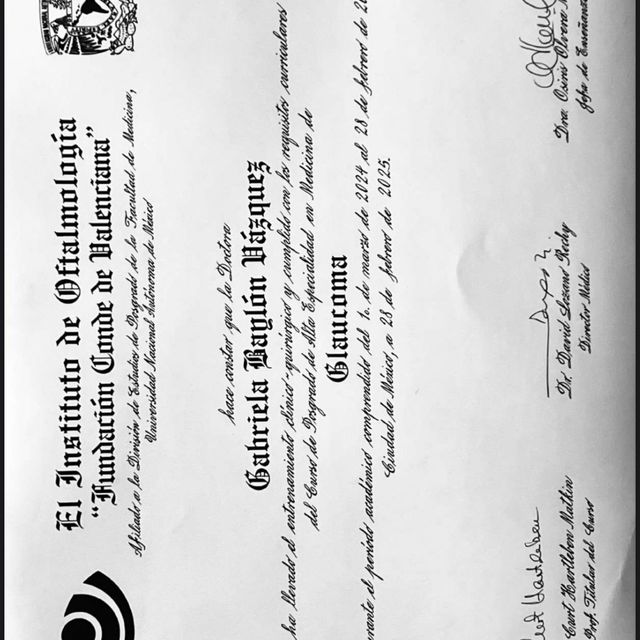 El Instituto de Oftalmología
"Fundación Conde de Valenciana"
Afiliado a la División de Estudios de Posgrado de la Facultad de Medicina,
Universidad Nacional Autónoma de México
hace constar que la Doctora
Gabriela Baylón Vázquez
ha llevado el entrenamiento clínico-quirúrgico y cumplido con los requisitos curriculares
del Curso de Posgrado de Alta Especialidad en Medicina de
Glaucoma
el período académico comprendido del 1o. de marzo de 2024 al 28 de febrero de
Ciudad de México, a 28 de febrero de 2025.
Curt Hartleben Matkin
Prof. Titular del Curso
Dr. David Lozano Rechy
Director Médico
Dra. Osiris Olvera
Jefa de Enseñanza